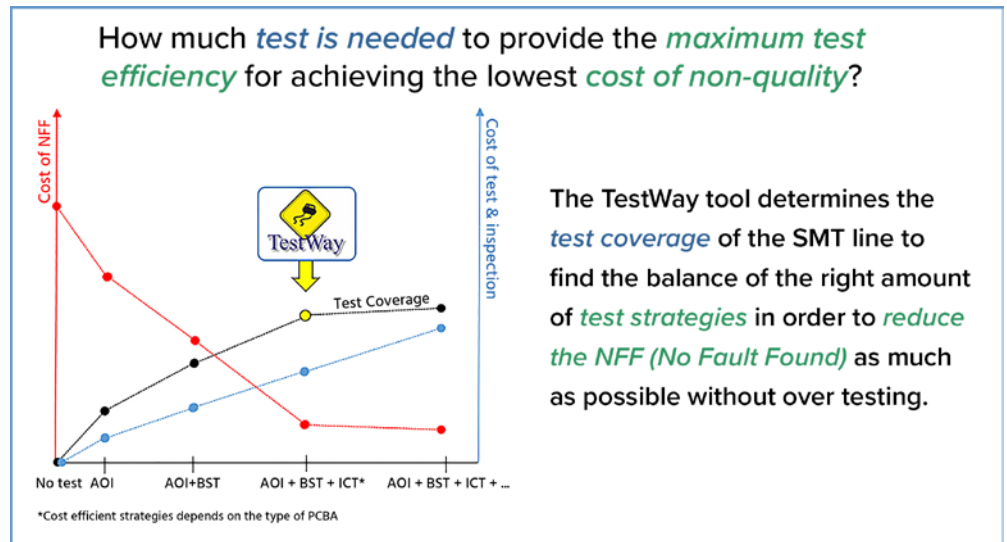 How much test is needed to provide the maximum test
efficiency for achieving the lowest cost of non-quality?
Cost of NFF
Cost of test & inspection
TestWay
Test Coverage
No test
AOI
AOI+BST
AOI + BST + ICT*
AOI + BST + ICT + ...
*Cost efficient strategies depends on the type of PCBA
The TestWay tool determines the
test coverage of the SMT line to
find the balance of the right amount
of test strategies in order to reduce
the NFF (No Fault Found) as much
as possible without over testing.